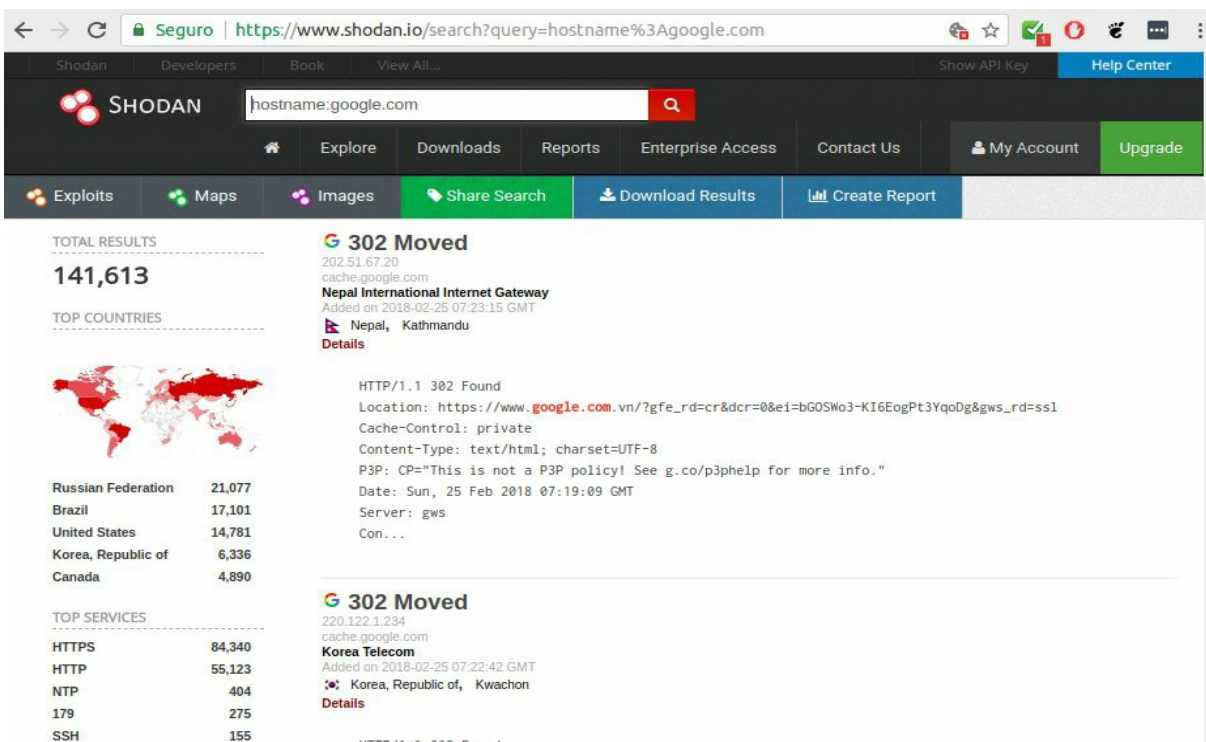 Seguro https://www.shodan.io/search?query=hostname%3Agoogle.com
1
Shodan Developers Book View All... Show API Key Help Center
SHODAN hostname:google.com
Explore Downloads Reports Enterprise Access Contact Us My Account Upgrade
Exploits Maps Images Share Search Download Results Create Report
TOTAL RESULTS
141,613
TOP COUNTRIES
Russian Federation 21,077
Brazil 17,101
United States 14,781
Korea, Republic of 6,336
Canada 4,890
TOP SERVICES
HTTPS 84,340
HTTP 55,123
NTP 404
179 275
SSH 155
302 Moved
202.51.67.20
cache.google.com
Nepal International Internet Gateway
Added on 2018-02-25 07:23:15 GMT
Nepal, Kathmandu
Details
HTTP/1.1 302 Found
Location: https://www.google.com.vn/?gfe_rd=cr&dcr=0&ei=bGOSWo3-KI6EogPt3YqoDg&gws_rd=ssl
Cache-Control: private
Content-Type: text/html; charset=UTF-8
P3P: CP="This is not a P3P policy! See g.co/p3phelp for more info."
Date: Sun, 25 Feb 2018 07:19:09 GMT
Server: gws
Con...
302 Moved
220.122.1.234
cache.google.com
Korea Telecom
Added on 2018-02-25 07:22:42 GMT
Korea, Republic of, Kwachon
Details